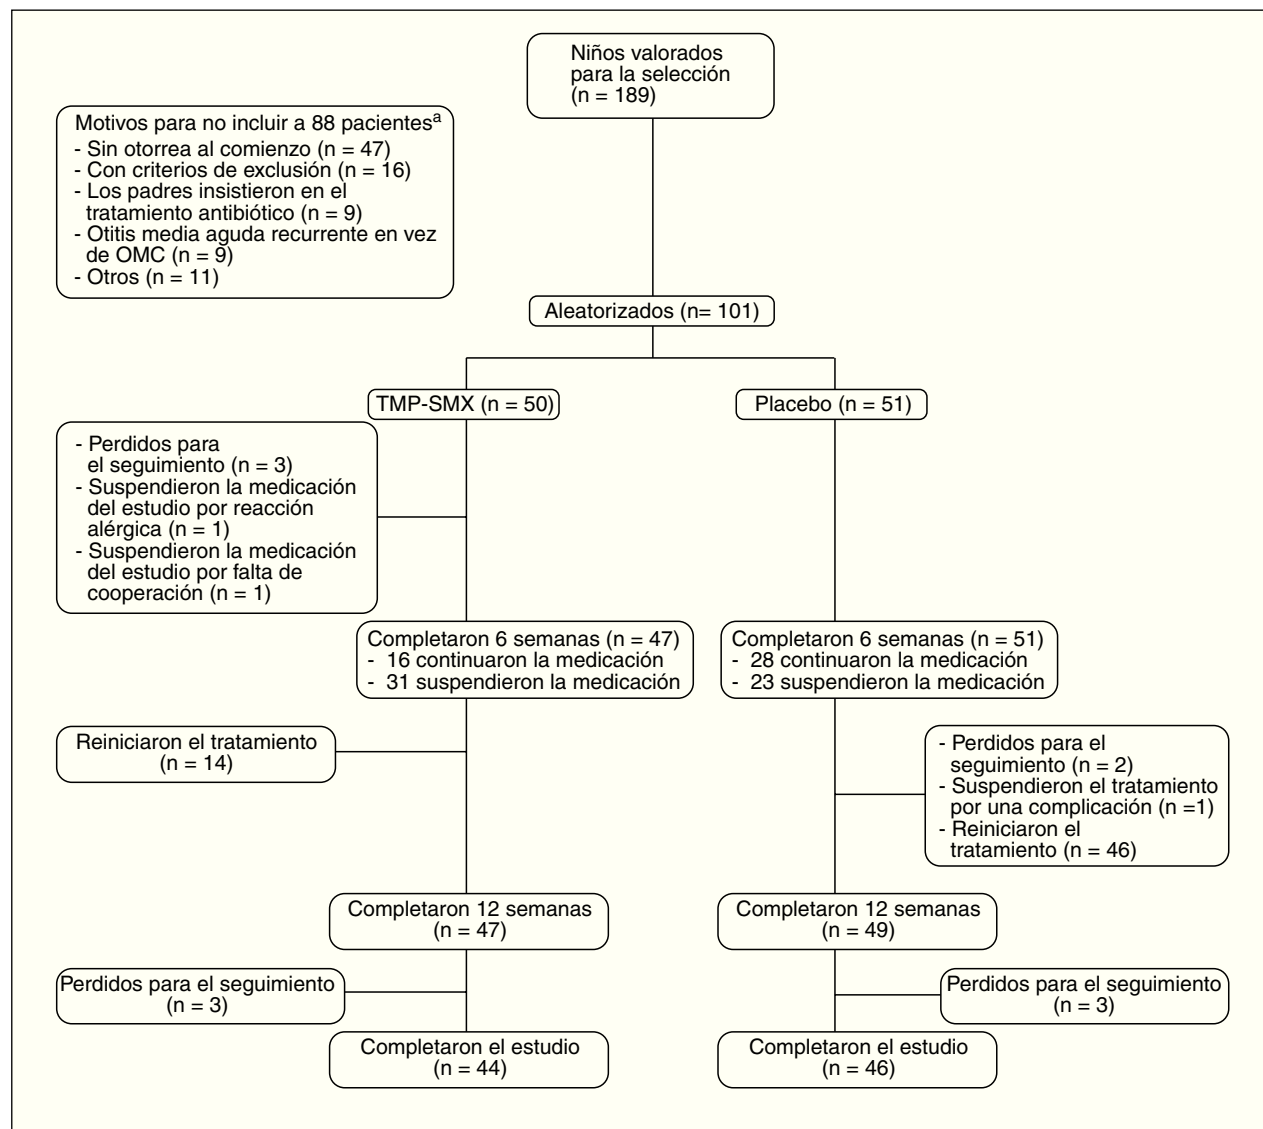 Niños valorados
para la selección
(n = 189)
Motivos para no incluir a 88 pacientesª
- Sin otorrea al comienzo (n = 47)
- Con criterios de exclusión (n = 16)
- Los padres insistieron en el
tratamiento antibiótico (n = 9)
- Otitis media aguda recurrente en vez
de OMC (n = 9)
- Otros (n = 11)
Aleatorizados (n= 101)
TMP-SMX (n = 50)
Placebo (n = 51)
- Perdidos para
el seguimiento (n = 3)
- Suspendieron la medicación
del estudio por reacción
alérgica (n = 1)
- Suspendieron la medicación
del estudio por falta de
cooperación (n = 1)
Completaron 6 semanas (n = 47)
- 16 continuaron la medicación
- 31 suspendieron la medicación
Completaron 6 semanas (n = 51)
- 28 continuaron la medicación
- 23 suspendieron la medicación
Reiniciaron el tratamiento
(n = 14)
- Perdidos para el
seguimiento (n = 2)
- Suspendieron el tratamiento
por una complicación (n =1)
- Reiniciaron el
tratamiento (n = 46)
Completaron 12 semanas
(n = 47)
Completaron 12 semanas
(n = 49)
Perdidos para el seguimiento
(n = 3)
Perdidos para el seguimiento
(n = 3)
Completaron el estudio
(n = 44)
Completaron el estudio
(n = 46)